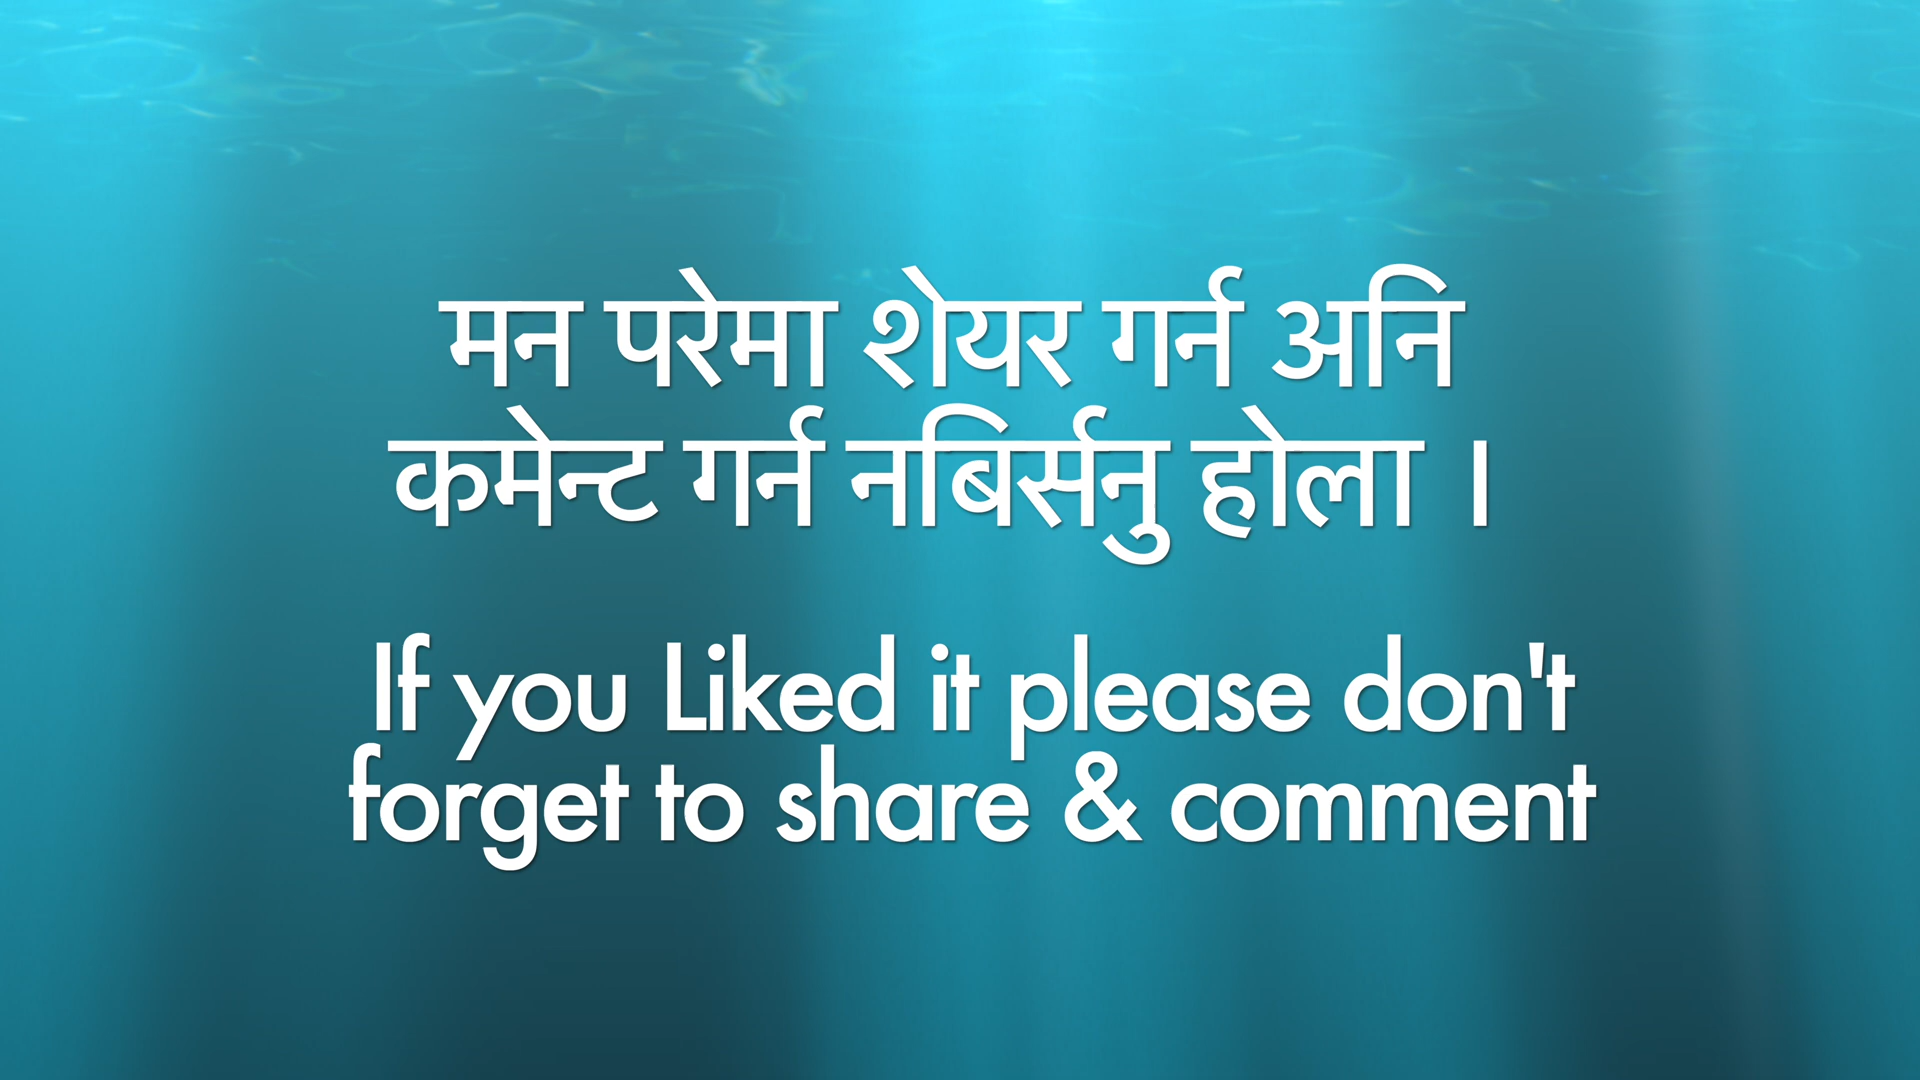 मन परेमा शेयर गर्न अनि
कमेन्ट गर्न नबिर्सनु होला ।
If you Liked it please don't
forget to share & comment